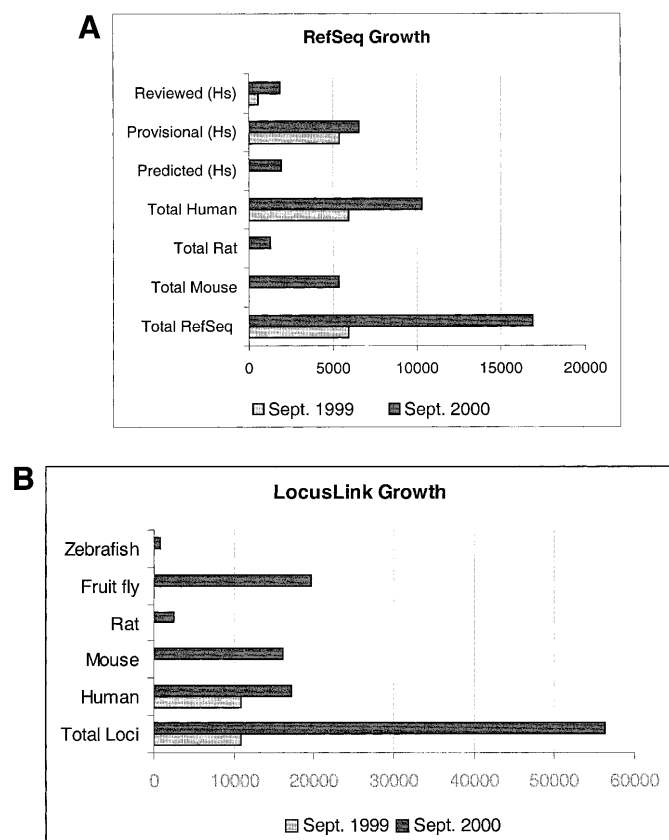 A
RefSeq Growth
Reviewed (Hs)
Provisional (Hs)
Predicted (Hs)
Total Human
Total Rat
Total Mouse
Total RefSeq
0 5000 10000 15000 20000
Sept. 1999 Sept. 2000
B
LocusLink Growth
Zebrafish
Fruit fly
Rat
Mouse
Human
Total Loci
0 10000 20000 30000 40000 50000 60000
Sept. 1999 Sept. 2000